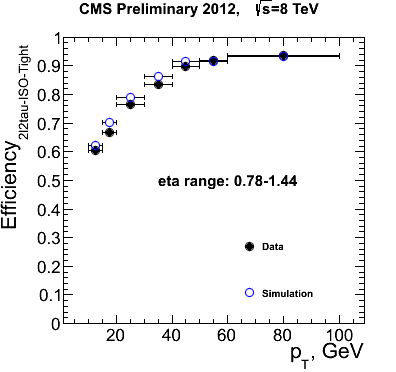 CMS Preliminary 2012, √s=8 TeV
Efficiency 2l2tau-ISO-Tight
1
0.9
0.8
0.7
0.6
0.5
0.4
0.3
0.2
0.1
0
eta range: 0.78-1.44
Data
Simulation
20 40 60 80 100
pT, GeV